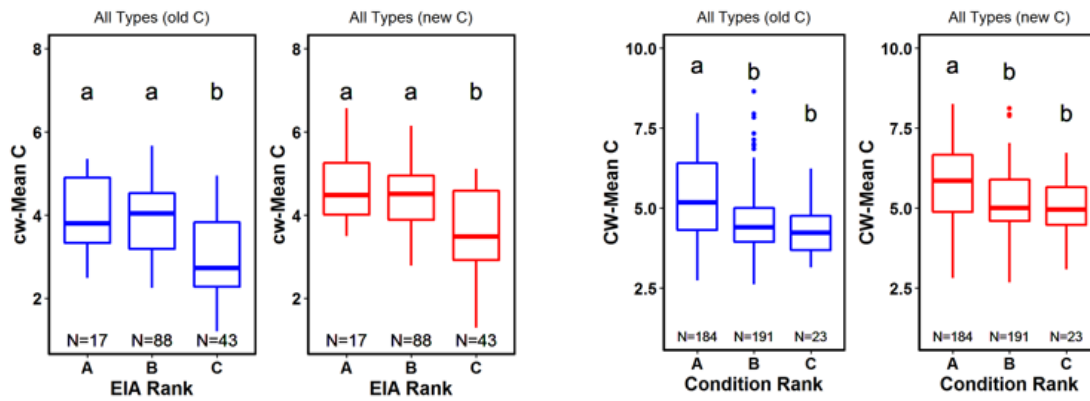 All Types (old C)
8
6
4
2
cw-Mean C
a
a
b
N=17
N=88
N=43
A
B
C
EIA Rank
All Types (new C)
8
6
4
2
a
a
b
N=17
N=88
N=43
A
B
C
EIA Rank
All Types (old C)
10.0
7.5
5.0
2.5
CW-Mean C
a
b
b
N=184
N=191
N=23
A
B
C
Condition Rank
All Types (new C)
10.0
7.5
5.0
2.5
CW-Mean C
a
b
b
N=184
N=191
N=23
A
B
C
Condition Rank